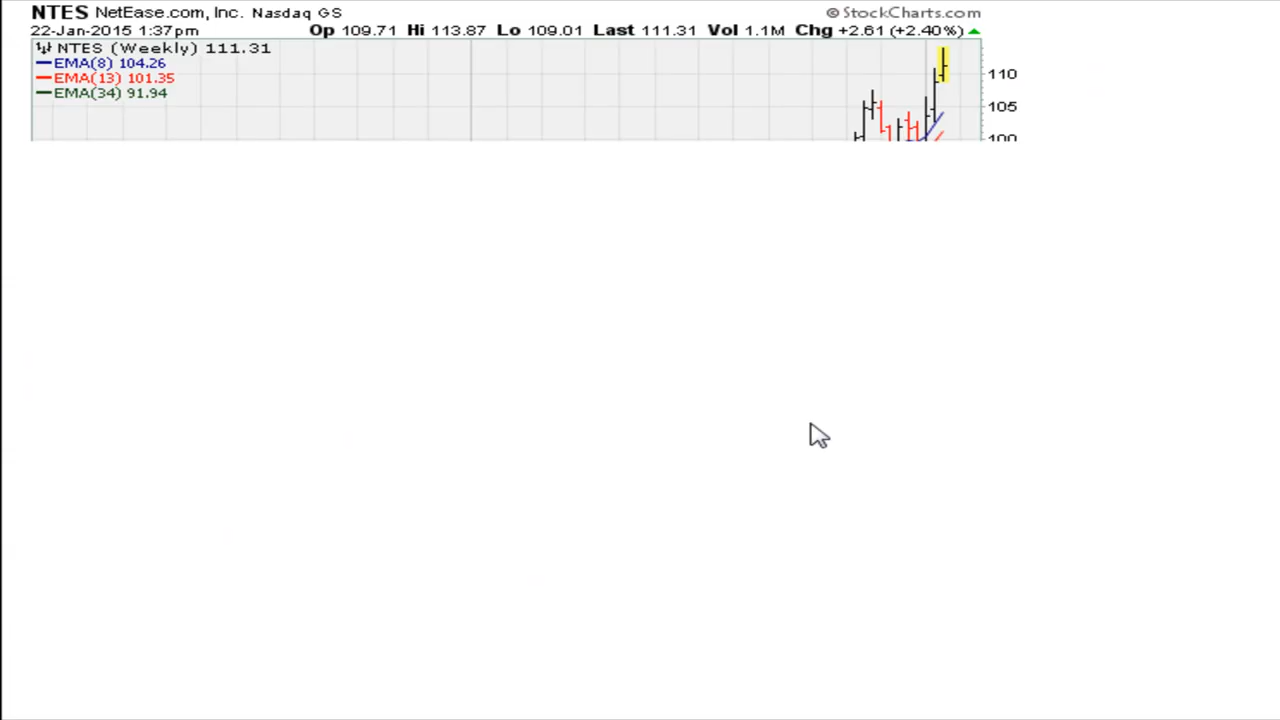 NTES NetEase.com, Inc. Nasdaq GS © StockCharts.com
22-Jan-2015 1:37pm Op 109.71 Hi 113.87 Lo 109.01 Last 111.31 Vol 1.1M Chg +2.61 (+2.40%)
NTES (Weekly) 111.31
EMA(8) 104.26
EMA(13) 101.35
EMA(34) 91.94
110
105
100